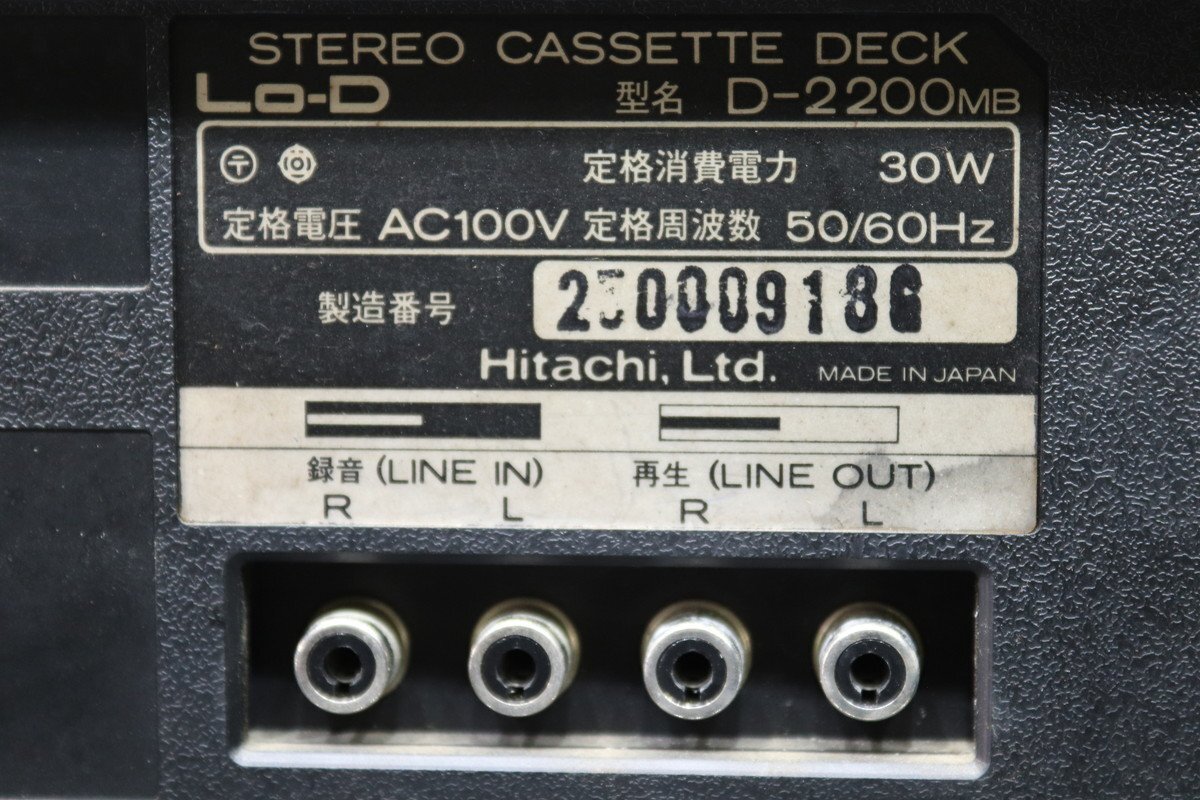 STEREO CASSETTE DECK
Lo-D 型名 D-2200MB
〒 定格消費電力 30W
定格電圧 AC100V 定格周波数 50/60Hz
製造番号
Hitachi, Ltd. MADE IN JAPAN
録音 (LINE IN) 再生 (LINE OUT)
R L R L